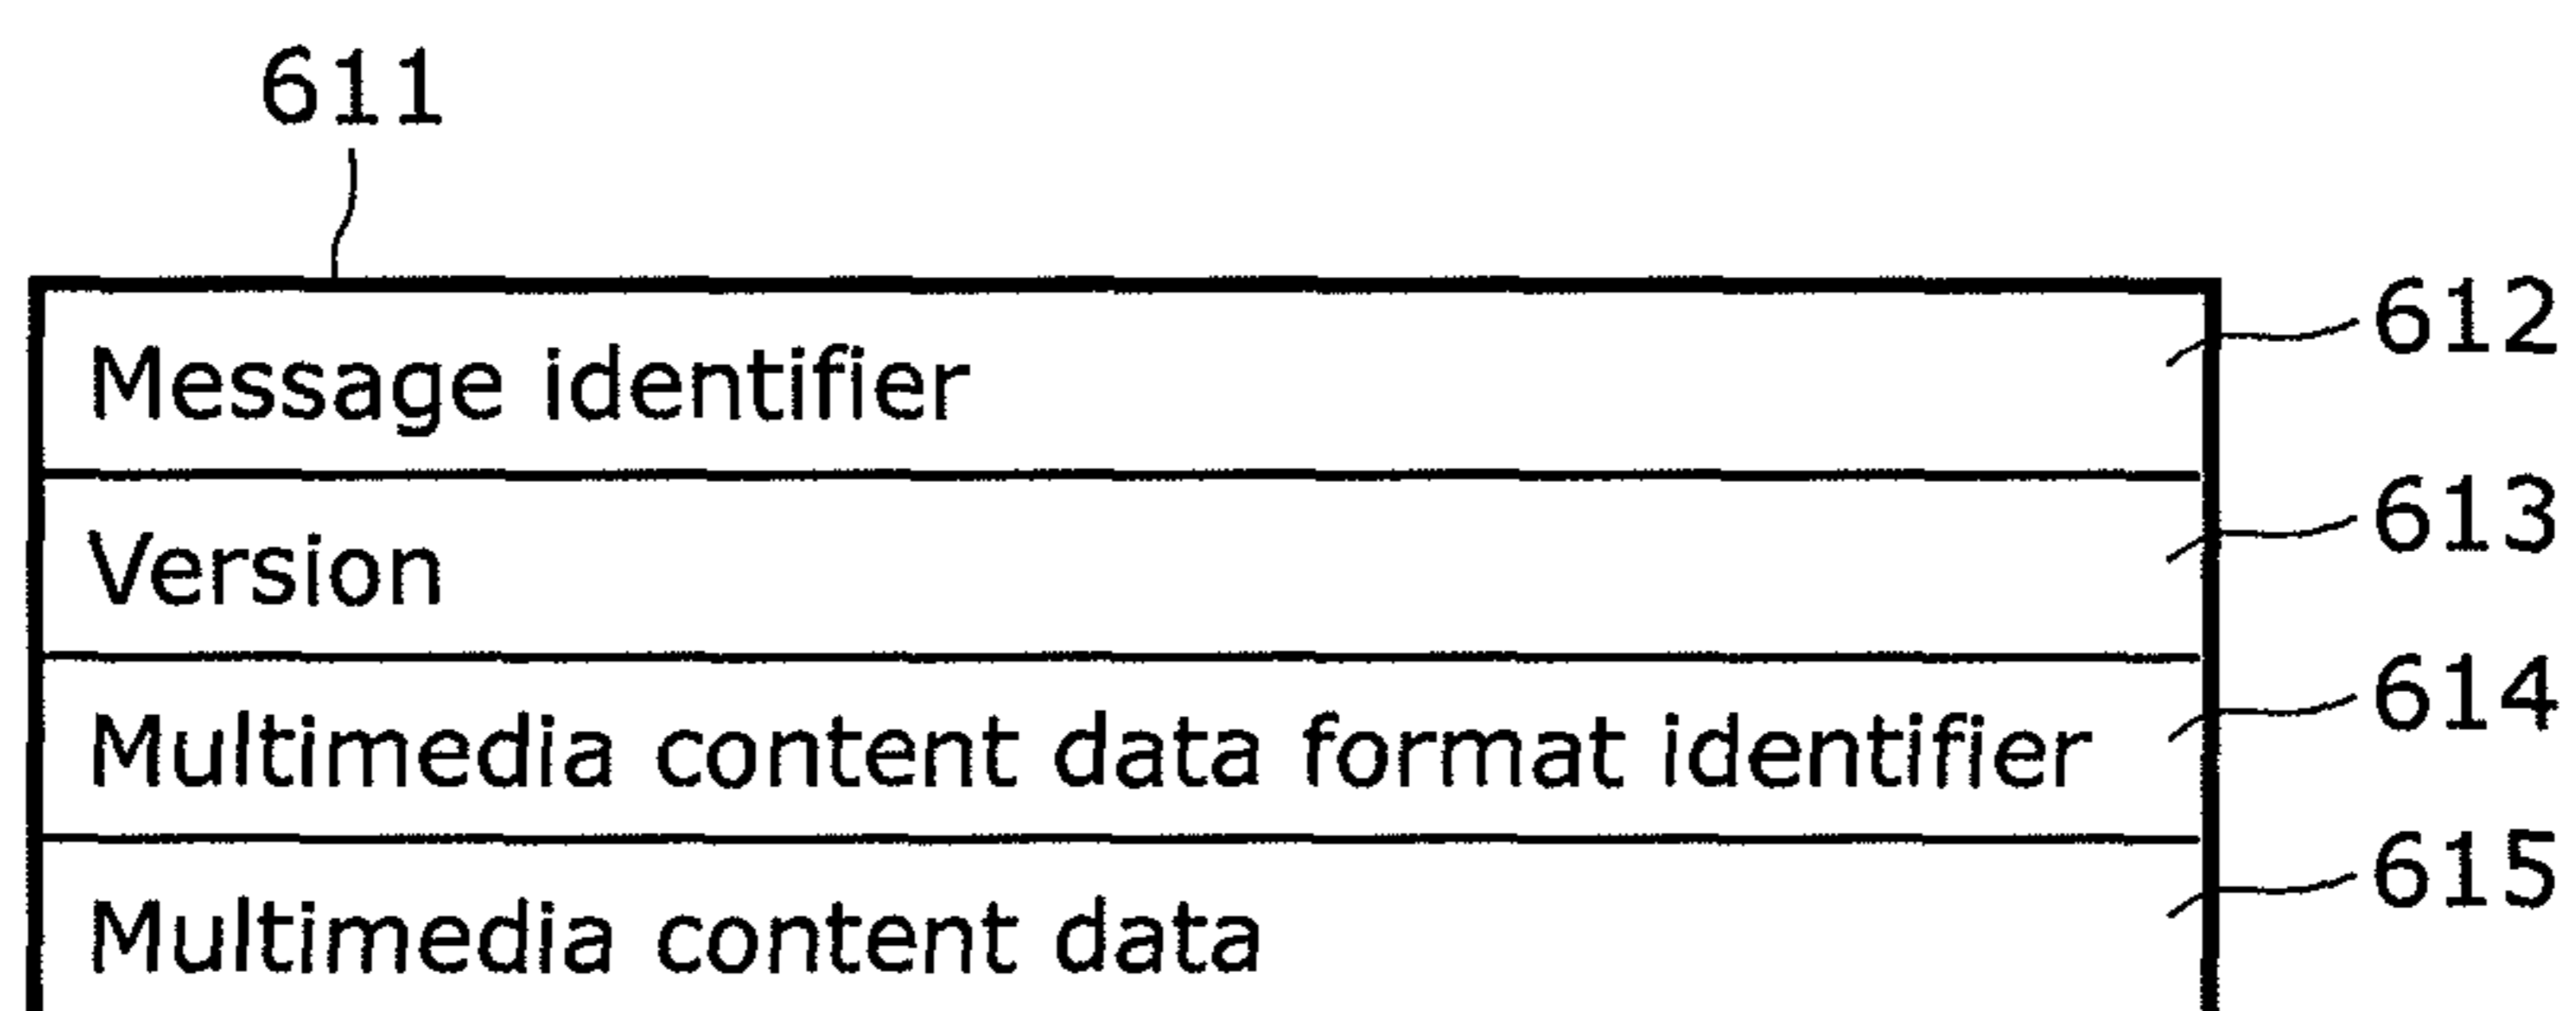 611
Message identifier 612
Version 613
Multimedia content data format identifier 614
Multimedia content data 615